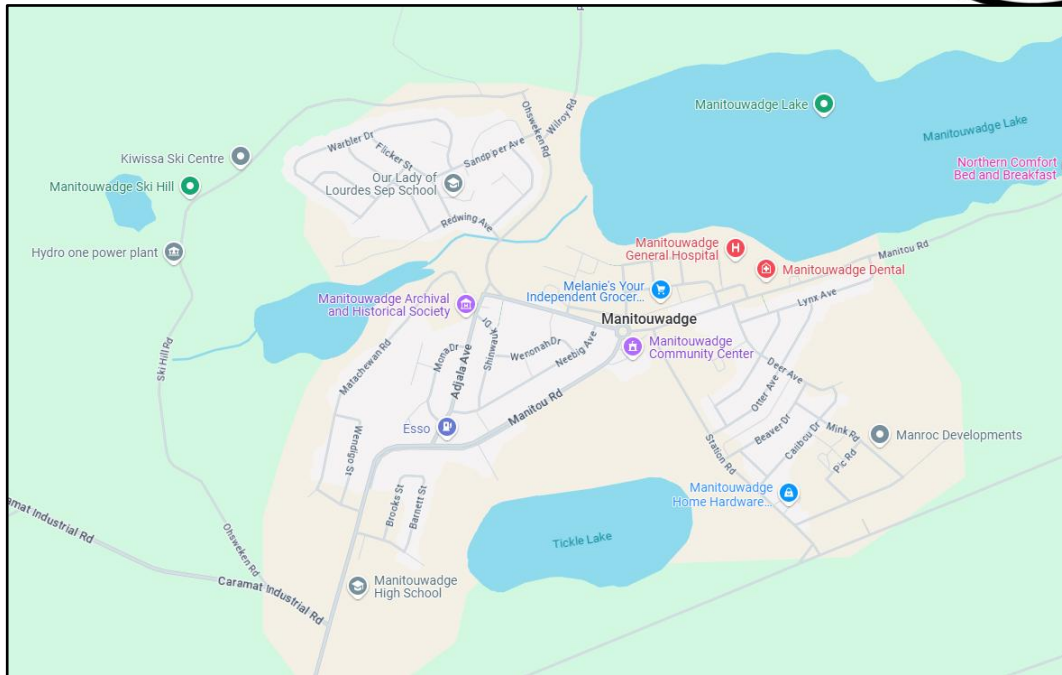 Manitouwadge Lake
Manitouwadge Lake
Ohsweken Rd
Wilroy Rd
Warbler Dr
Flicker St
Sandpiper Ave
Kiwissa Ski Centre
Our Lady of
Lourdes Sep School
Northern Comfort
Bed and Breakfast
Manitouwadge Ski Hill
Redwing Ave
Hydro one power plant
Manitouwadge
General Hospital
Manitou Rd
Manitouwadge Dental
Melanie's Your
Independent Grocer...
Lynx Ave
Manitouwadge Archival
and Historical Society
Manitouwadge
Shinwauk Dr
Mona Dr
Wenonah Dr
Neebig Ave
Manitouwadge
Community Center
Matachewan Rd
Ski Hill Rd
Adjala Ave
Deer Ave
Otter Ave
Manitou Rd
Esso
Beaver Dr
Caribou Dr
Mink Rd
Manroc Developments
Wendigo St
Station Rd
Pic Rd
Manitouwadge
Home Hardware...
Brooks St
Barnett St
aramat Industrial Rd
Ohsweken Rd
Tickle Lake
Caramat Industrial Rd
Manitouwadge
High School